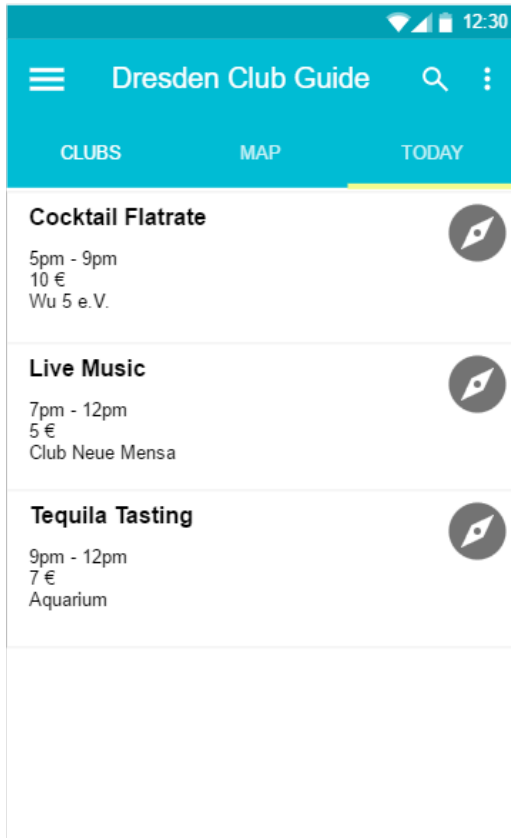 12:30
Dresden Club Guide
CLUBS MAP TODAY
Cocktail Flatrate
5pm - 9pm
10 €
Wu 5 e.V.
Live Music
7pm - 12pm
5 €
Club Neue Mensa
Tequila Tasting
9pm - 12pm
7 €
Aquarium